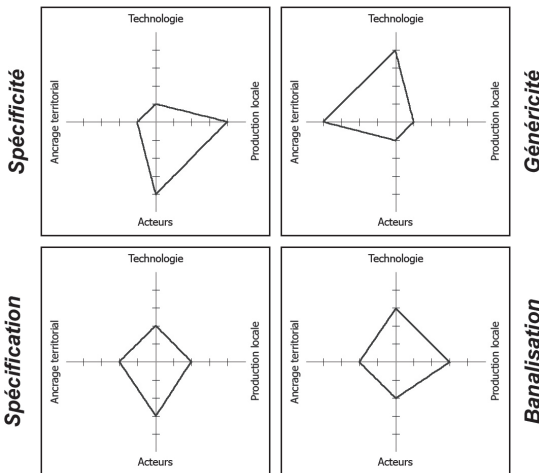 Technologie
Spécificité
Ancrage territorial
Production locale
Acteurs
Technologie
Ancrage territorial
Production locale
Généricité
Acteurs
Technologie
Spécification
Ancrage territorial
Production locale
Acteurs
Technologie
Ancrage territorial
Production locale
Banalisation
Acteurs